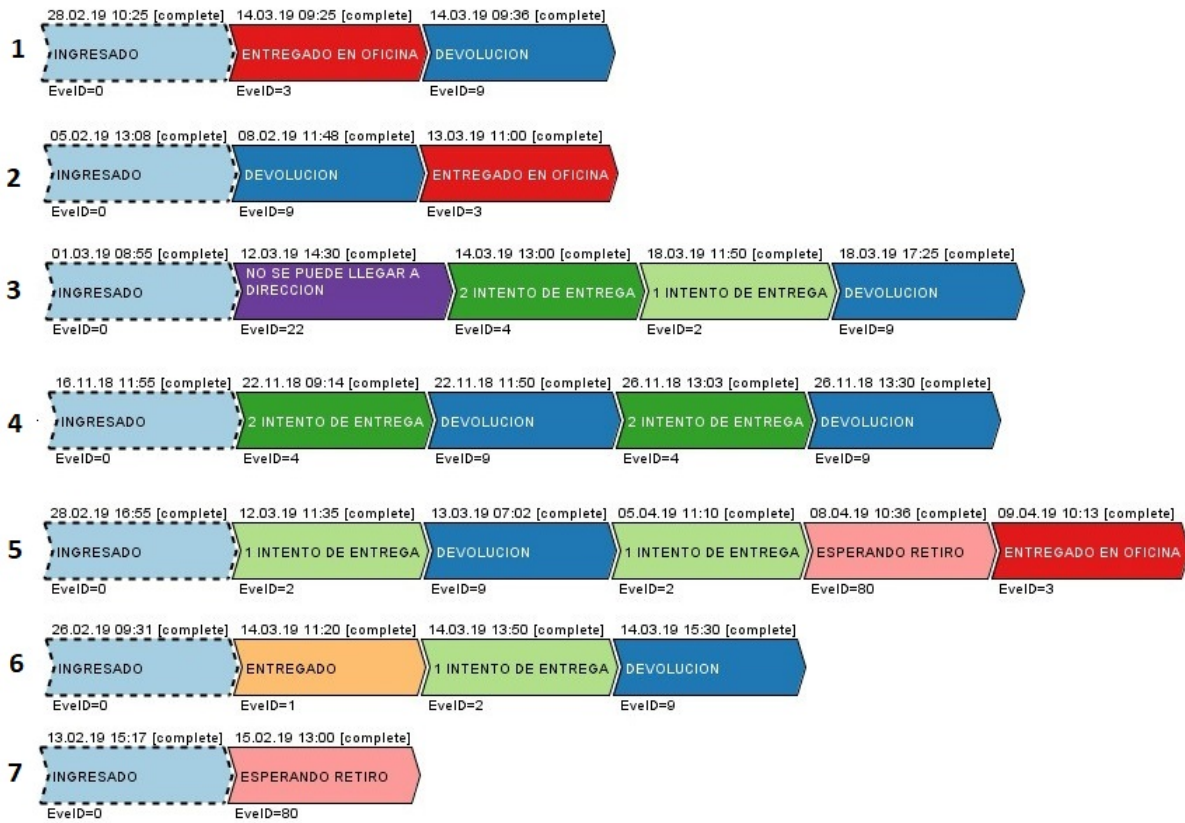 28.02.19 10:25 [complete] 14.03.19 09:25 [complete] 14.03.19 09:36 [complete]
1 INGRESADO ENTREGADO EN OFICINA DEVOLUCION
EveID=0 EveID=3 EveID=9
05.02.19 13:08 [complete] 08.02.19 11:48 [complete] 13.03.19 11:00 [complete]
2 INGRESADO DEVOLUCION ENTREGADO EN OFICINA
EveID=0 EveID=9 EveID=3
01.03.19 08:55 [complete] 12.03.19 14:30 [complete] 14.03.19 13:00 [complete] 18.03.19 11:50 [complete] 18.03.19 17:25 [complete]
NO SE PUEDE LLEGAR A
3 INGRESADO DIRECCION 2 INTENTO DE ENTREGA 1 INTENTO DE ENTREGA DEVOLUCION
EveID=0 EveID=22 EveID=4 EveID=2 EveID=9
16.11.18 11:55 [complete] 22.11.18 09:14 [complete] 22.11.18 11:50 [complete] 26.11.18 13:03 [complete] 26.11.18 13:30 [complete]
4 INGRESADO 2 INTENTO DE ENTREGA DEVOLUCION 2 INTENTO DE ENTREGA DEVOLUCION
EveID=0 EveID=4 EveID=9 EveID=4 EveID=9
28.02.19 16:55 [complete] 12.03.19 11:35 [complete] 13.03.19 07:02 [complete] 05.04.19 11:10 [complete] 08.04.19 10:36 [complete] 09.04.19 10:13 [complete]
5 INGRESADO 1 INTENTO DE ENTREGA DEVOLUCION 1 INTENTO DE ENTREGA ESPERANDO RETIRO ENTREGADO EN OFICINA
EveID=0 EveID=2 EveID=9 EveID=2 EveID=80 EveID=3
26.02.19 09:31 [complete] 14.03.19 11:20 [complete] 14.03.19 13:50 [complete] 14.03.19 15:30 [complete]
6 INGRESADO ENTREGADO 1 INTENTO DE ENTREGA DEVOLUCION
EveID=0 EveID=1 EveID=2 EveID=9
13.02.19 15:17 [complete] 15.02.19 13:00 [complete]
7 INGRESADO ESPERANDO RETIRO
EveID=0 EveID=80